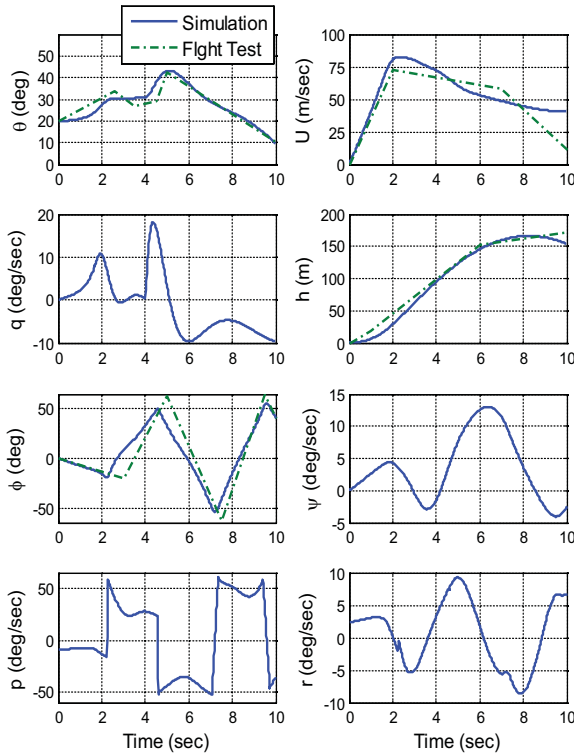 Simulation
Flght Test
60
50
40
30
20
10
0
θ (deg)
0 2 4 6 8 10
100
75
50
25
0
U (m/sec)
0 2 4 6 8 10
20
10
0
-10
q (deg/sec)
0 2 4 6 8 10
200
150
100
50
0
h (m)
0 2 4 6 8 10
50
0
-50
ϕ (deg)
0 2 4 6 8 10
15
10
5
0
-5
ψ (deg/sec)
0 2 4 6 8 10
50
0
-50
p (deg/sec)
0 2 4 6 8 10
Time (sec)
10
5
0
-5
-10
r (deg/sec)
0 2 4 6 8 10
Time (sec)